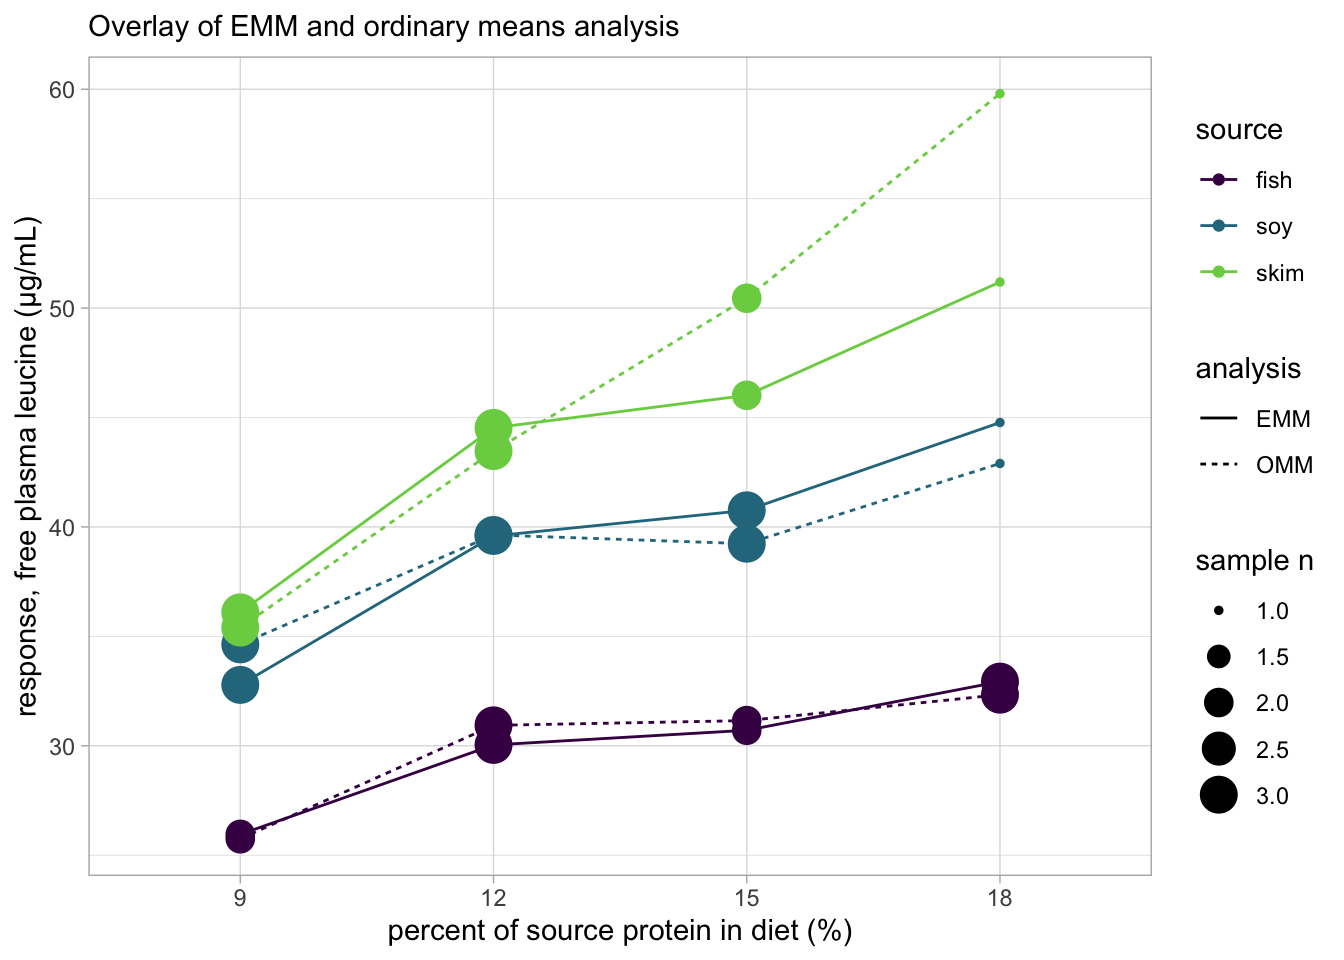 Overlay of EMM and ordinary means analysis
response, free plasma leucine (µg/mL)
60
50
40
30
9
12
15
18
percent of source protein in diet (%)
source
fish
soy
skim
analysis
EMM
OMM
sample n
1.0
1.5
2.0
2.5
3.0